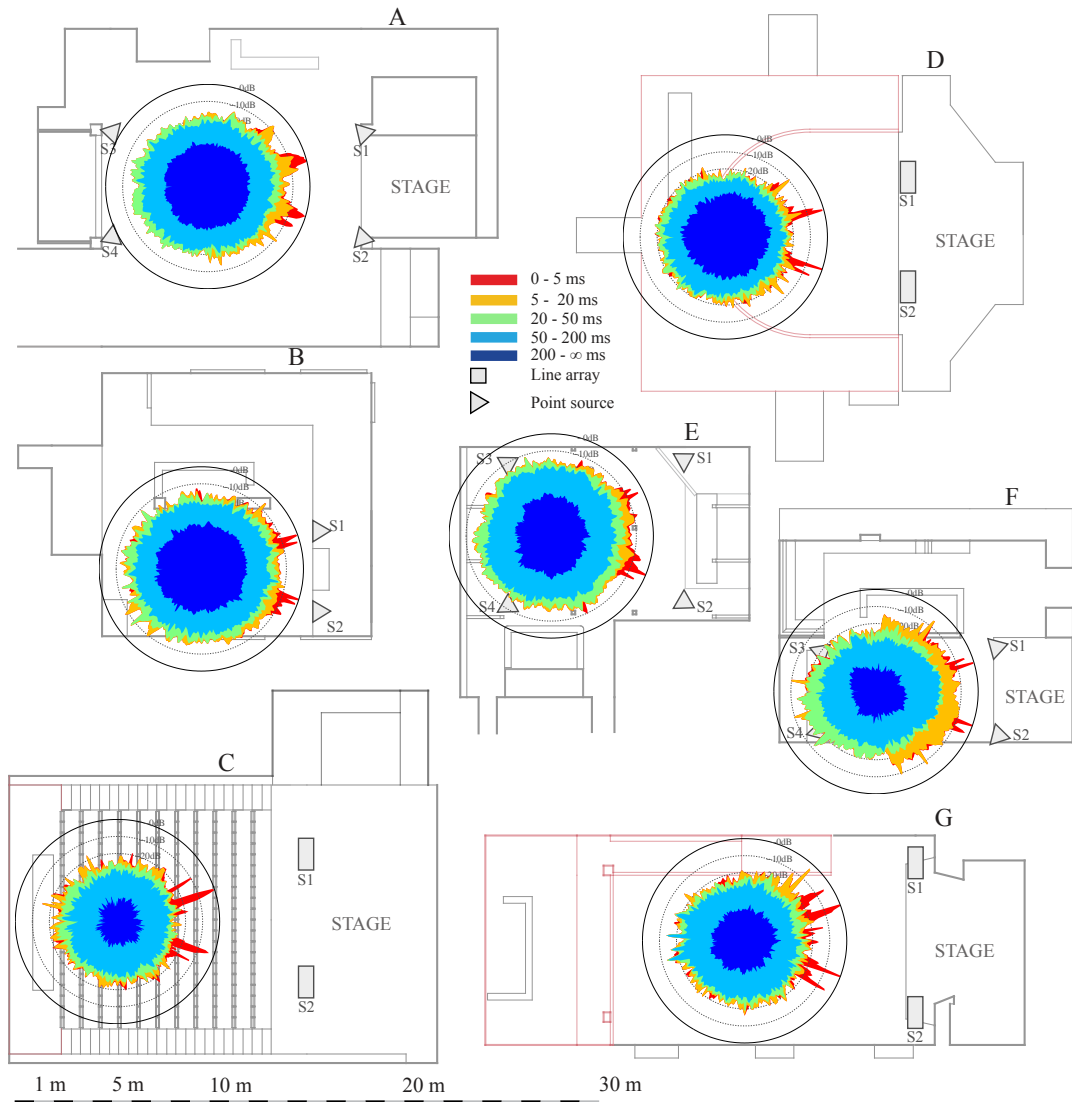 A
0dB
-10dB
S3
S1
STAGE
S4
S2
D
0dB
-10dB
-20dB
S1
STAGE
S2
0 - 5 ms
5 - 20 ms
20 - 50 ms
50 - 200 ms
200 - ∞ ms
Line array
Point source
B
0dB
-10dB
S1
S2
E
0dB
-10dB
S3
S1
S4
S2
F
0dB
-10dB
-20dB
S3
S1
STAGE
S4
S2
C
0dB
-10dB
-20dB
S1
STAGE
S2
G
0dB
-10dB
-20dB
S1
STAGE
S2
1 m 5 m 10 m 20 m 30 m